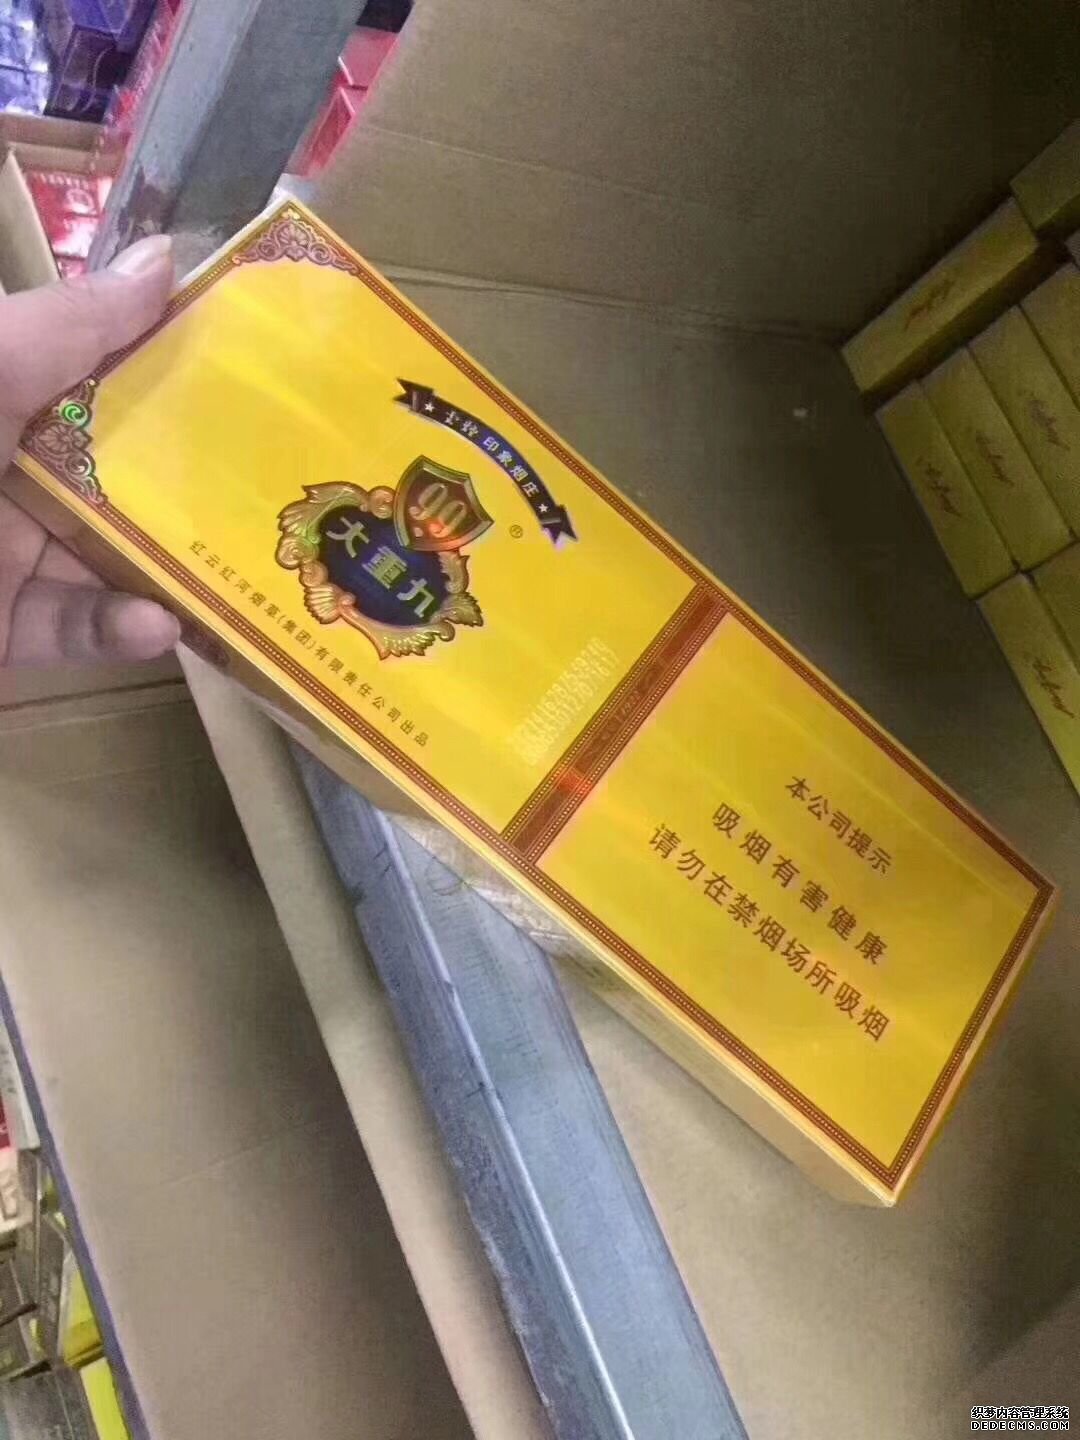 印象烟庄
99
®
大重九
红云红河烟草(集团)有限责任公司出品
本公司提示
吸烟有害健康
请勿在禁烟场所吸烟
织梦内容管理系统
DEDECMS.COM